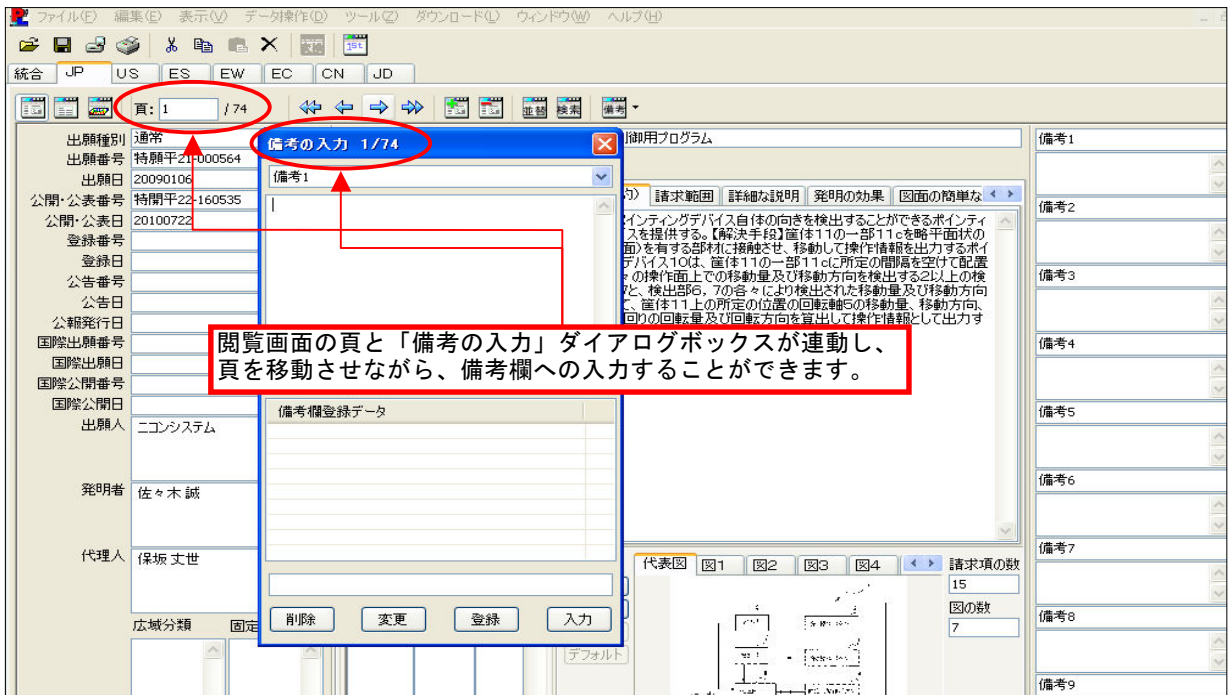 ファイル(F) 編集(E) 表示(V) データ操作(D) ツール(Z) ダウンロード(L) ウィンドウ(W) ヘルプ(H)
1st
統合 JP US ES EW EC CN JD
頁: 1 / 74 並替 検索 備考
出願種別 通常
出願番号 特願平21-000564
出願日 20090106
公開・公表番号 特開平22-160535
公開・公表日 20100722
登録番号
登録日
公告番号
公告日
公報発行日
国際出願番号
国際出願日
国際公開番号
国際公開日
出願人 ニコンシステム
発明者 佐々木 誠
代理人 保坂 丈世
広域分類 固定
備考の入力 1/74
備考1
備考欄登録データ
削除 変更 登録 入力
御用プログラム
約) 請求範囲 詳細な説明 発明の効果 図面の簡単な
インティングデバイス自体の向きを検出することができるポインティ
スを提供する。【解決手段】筐体11の一部11cを略平面状の
面)を有する部材に接触させ、移動して操作情報を出力するポイ
デバイス10は、筐体11の一部11cに所定の間隔を空けて配置
の操作面上での移動量及び移動方向を検出する2以上の検
と、検出部6,7の各々により検出された移動量及び移動方向
、筐体11上の所定の位置の回転軸5の移動量、移動方向、
回りの回転量及び回転方向を算出して操作情報として出力す
閲覧画面の頁と「備考の入力」ダイアログボックスが連動し、
頁を移動させながら、備考欄への入力することができます。
代表図 図1 図2 図3 図4
請求項の数
15
図の数
7
デフォルト
備考1
備考2
備考3
備考4
備考5
備考6
備考7
備考8
備考9